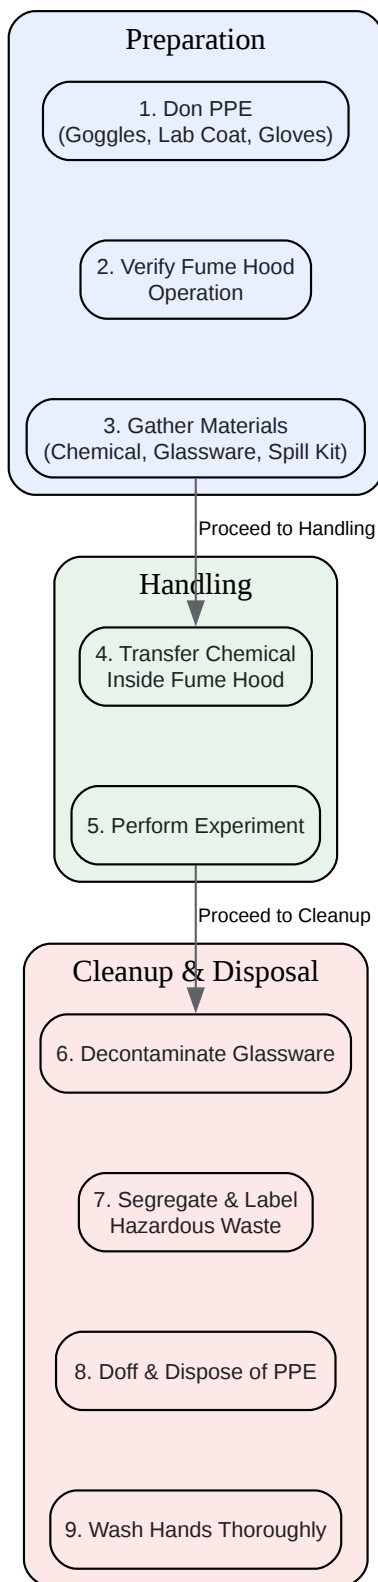 Preparation
1. Don PPE
(Goggles, Lab Coat, Gloves)
2. Verify Fume Hood
Operation
3. Gather Materials
(Chemical, Glassware, Spill Kit)
Proceed to Handling
Handling
4. Transfer Chemical
Inside Fume Hood
5. Perform Experiment
Proceed to Cleanup
Cleanup & Disposal
6. Decontaminate Glassware
7. Segregate & Label
Hazardous Waste
8. Doff & Dispose of PPE
9. Wash Hands Thoroughly